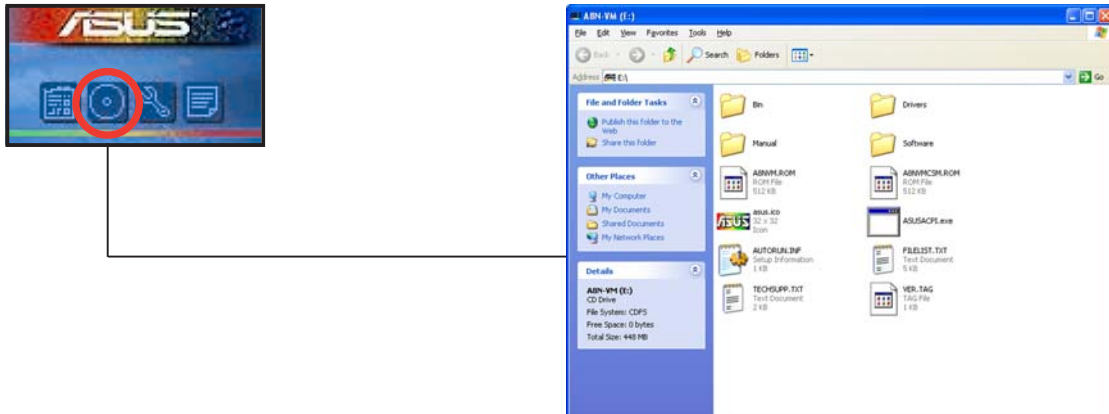 ASUS
A8N-VM (E:)
File Edit View Favorites Tools Help
Back Search Folders
Address E:\ Go
File and Folder Tasks
Publish this folder to the
Web
Share this folder
Other Places
My Computer
My Documents
Shared Documents
My Network Places
Details
A8N-VM (E:)
CD Drive
File System: CDFS
Free Space: 0 bytes
Total Size: 448 MB
Bin
Drivers
Manual
Software
A8NVM.ROM
ROM File
512 KB
A8NVMCSM.ROM
ROM File
512 KB
ASUS
asus.ico
32 x 32
Icon
ASUSACPI.exe
AUTORUN.INF
Setup Information
1 KB
FILELIST.TXT
Text Document
5 KB
TECHSUPP.TXT
Text Document
2 KB
VER.TAG
TAG File
1 KB